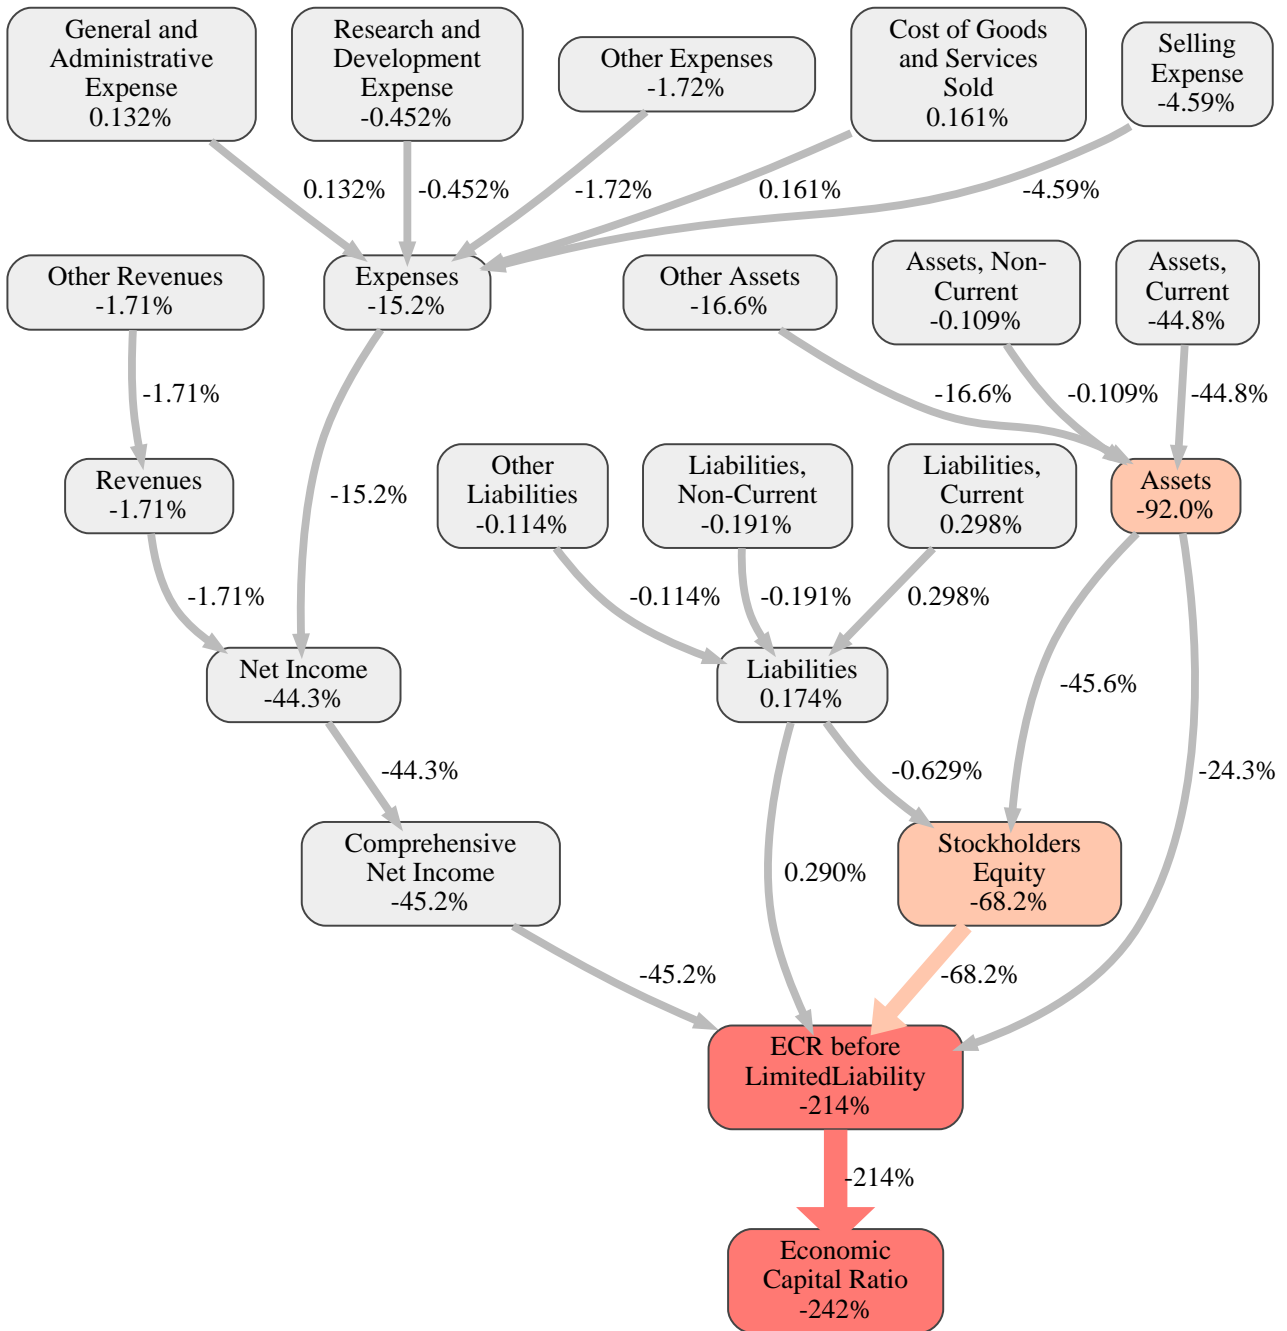 General and
Administrative
Expense
0.132%
Research and
Development
Expense
-0.452%
Other Expenses
-1.72%
Cost of Goods
and Services
Sold
0.161%
Selling
Expense
-4.59%
0.132%
-0.452%
-1.72%
0.161%
-4.59%
Other Revenues
-1.71%
Expenses
-15.2%
Other Assets
-16.6%
Assets, Non-
Current
-0.109%
Assets,
Current
-44.8%
-1.71%
-16.6%
-0.109%
-44.8%
Revenues
-1.71%
-15.2%
Other
Liabilities
-0.114%
Liabilities,
Non-Current
-0.191%
Liabilities,
Current
0.298%
Assets
-92.0%
-1.71%
-0.114%
-0.191%
0.298%
Net Income
-44.3%
Liabilities
0.174%
-45.6%
-44.3%
-0.629%
-24.3%
Comprehensive
Net Income
-45.2%
0.290%
Stockholders
Equity
-68.2%
-45.2%
-68.2%
ECR before
LimitedLiability
-214%
-214%
Economic
Capital Ratio
-242%